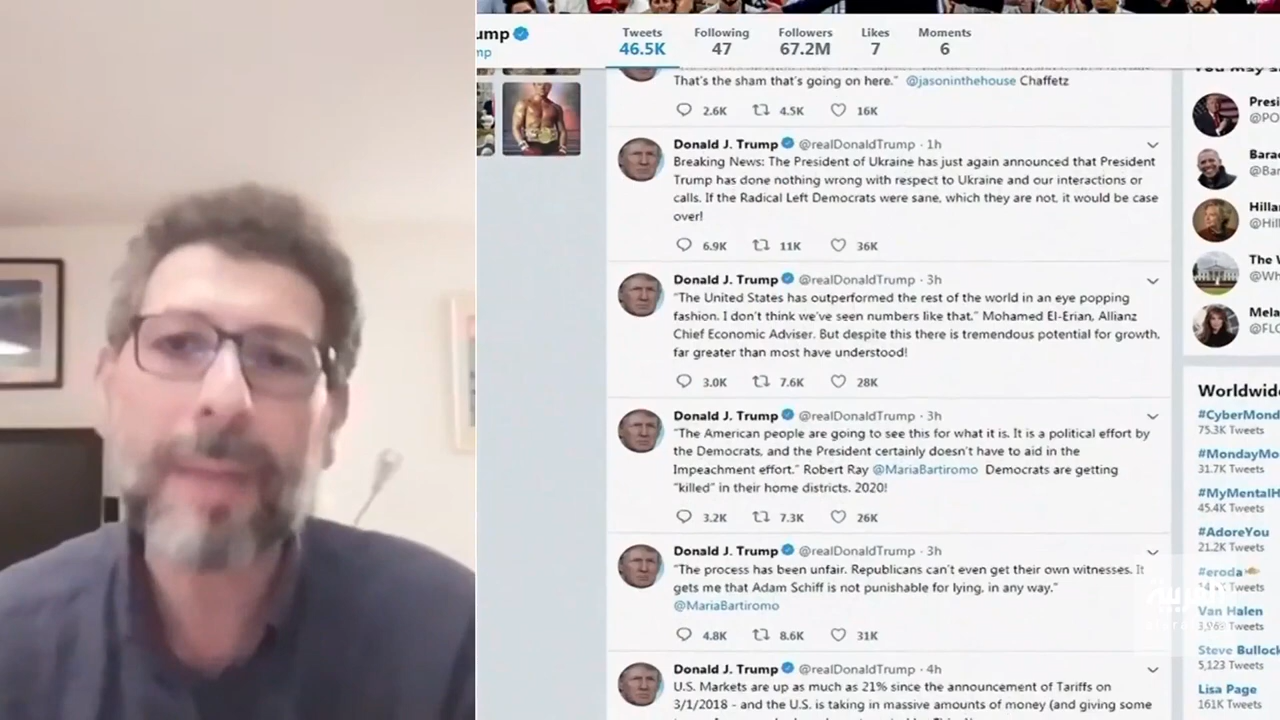 ump
mp
Tweets
46.5K
Following
47
Followers
67.2M
Likes
7
Moments
6
That's the sham that's going on here." @jasoninthehouse Chaffetz
2.6K 4.5K 16K
Donald J. Trump @realDonaldTrump · 1h
Breaking News: The President of Ukraine has just again announced that President
Trump has done nothing wrong with respect to Ukraine and our interactions or
calls. If the Radical Left Democrats were sane, which they are not, it would be case
over!
6.9K 11K 36K
Donald J. Trump @realDonaldTrump · 3h
"The United States has outperformed the rest of the world in an eye popping
fashion. I don't think we've seen numbers like that." Mohamed El-Erian, Allianz
Chief Economic Adviser. But despite this there is tremendous potential for growth,
far greater than most have understood!
3.0K 7.6K 28K
Donald J. Trump @realDonaldTrump · 3h
"The American people are going to see this for what it is. It is a political effort by
the Democrats, and the President certainly doesn't have to aid in the
Impeachment effort." Robert Ray @MariaBartiromo Democrats are getting
"killed" in their home districts. 2020!
3.2K 7.3K 26K
Donald J. Trump @realDonaldTrump · 3h
"The process has been unfair. Republicans can't even get their own witnesses. It
gets me that Adam Schiff is not punishable for lying, in any way."
@MariaBartiromo
4.8K 8.6K 31K
Donald J. Trump @realDonaldTrump · 4h
U.S. Markets are up as much as 21% since the announcement of Tariffs on
3/1/2018 - and the U.S. is taking in massive amounts of money (and giving some
You may
Presi
@PO
Barac
@Bar
Hillar
@Hill
The W
@Wh
Mela
@FLO
Worldwide
#CyberMond
75.3K Tweets
#MondayMo
31.7K Tweets
#MyMentalH
45.4K Tweets
#AdoreYou
21.2K Tweets
#eroda
Tweets
العربية
Van Halen
Tweets
Steve Bullock
5,123 Tweets
Lisa Page
161K Tweets